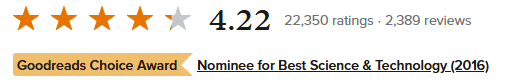 4.22 22,350 ratings · 2,389 reviews
Goodreads Choice Award Nominee for Best Science & Technology (2016)